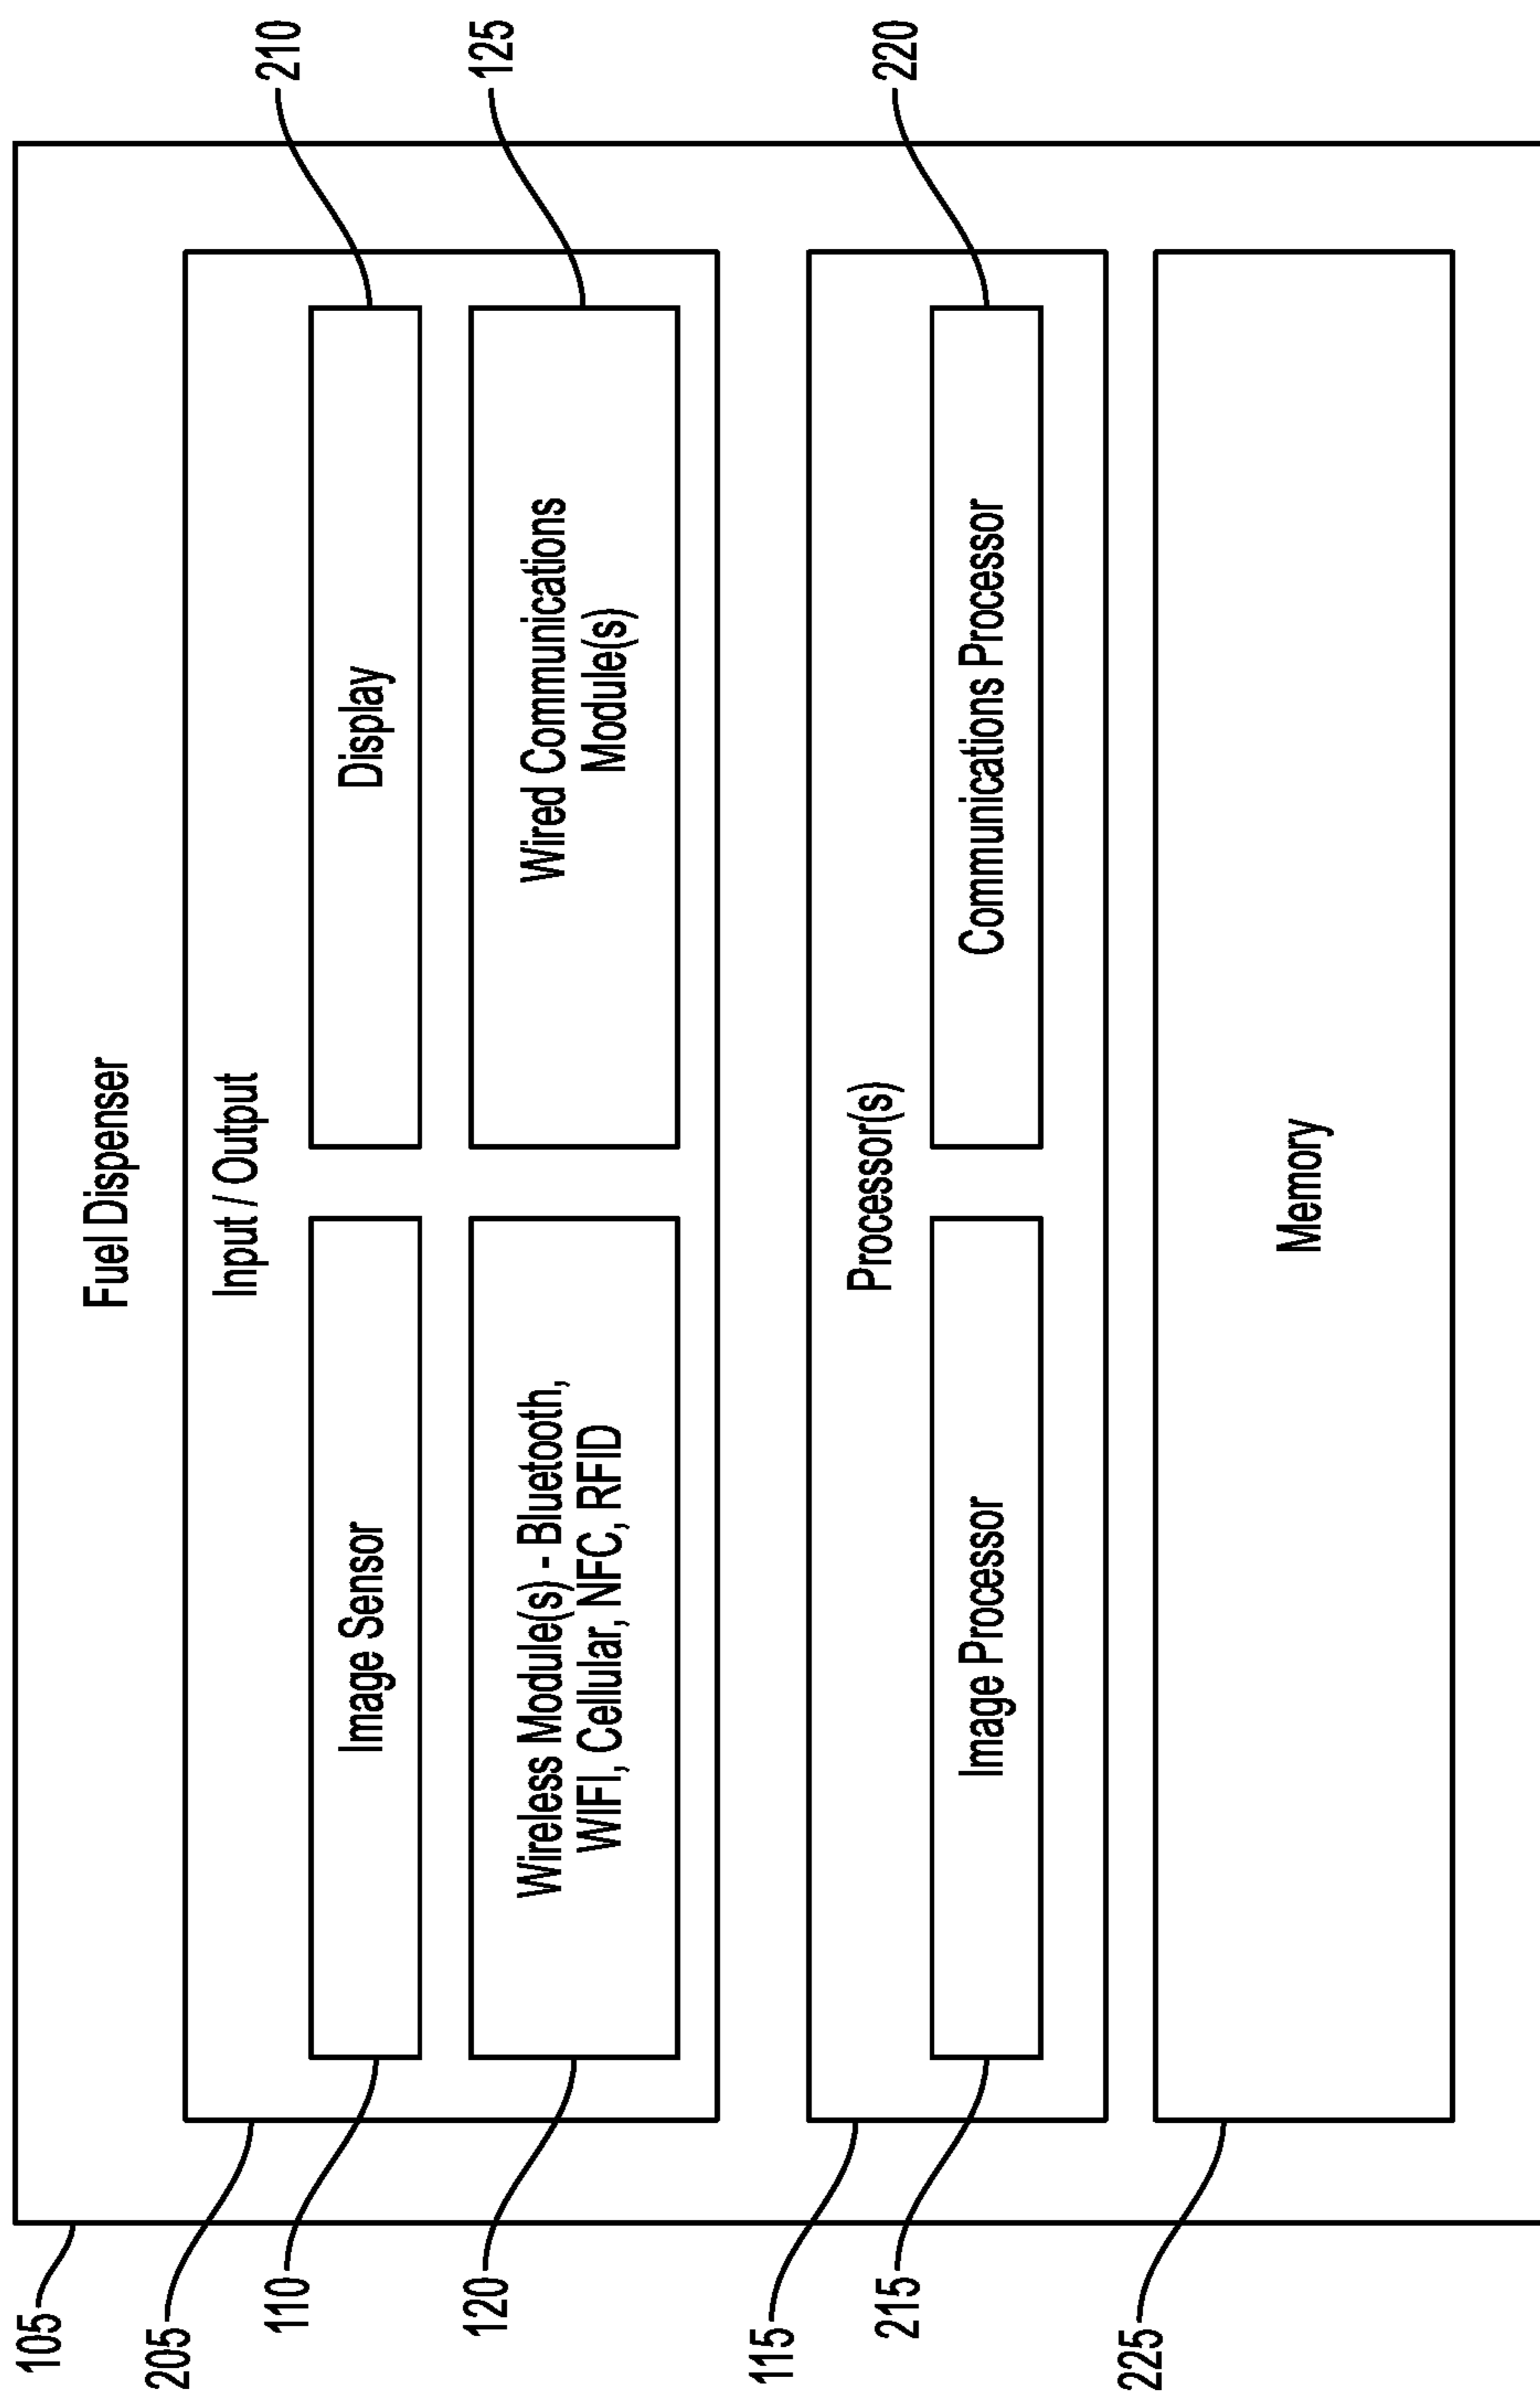 105
Fuel Dispenser
205
Input / Output
110
Image Sensor
Display
210
120
Wireless Module(s) - Bluetooth,
WIFI, Cellular, NFC, RFID
Wired Communications
Module(s)
125
115
Processor(s)
215
Image Processor
Communications Processor
220
225
Memory